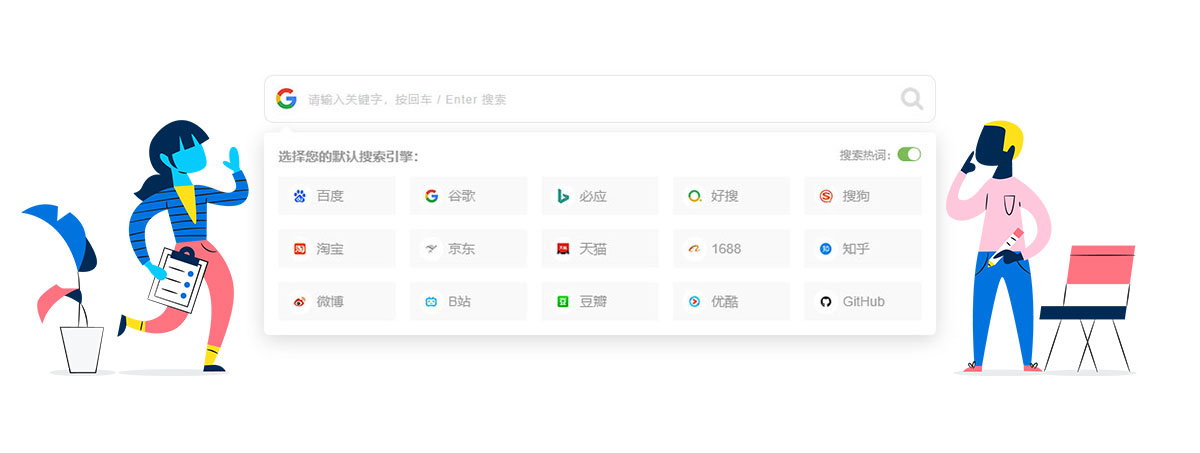 请输入关键字，按回车 / Enter 搜索
选择您的默认搜索引擎：
搜索热词：
百度 谷歌 必应 好搜 搜狗
淘宝 京东 天猫 1688 知乎
微博 B站 豆瓣 优酷 GitHub